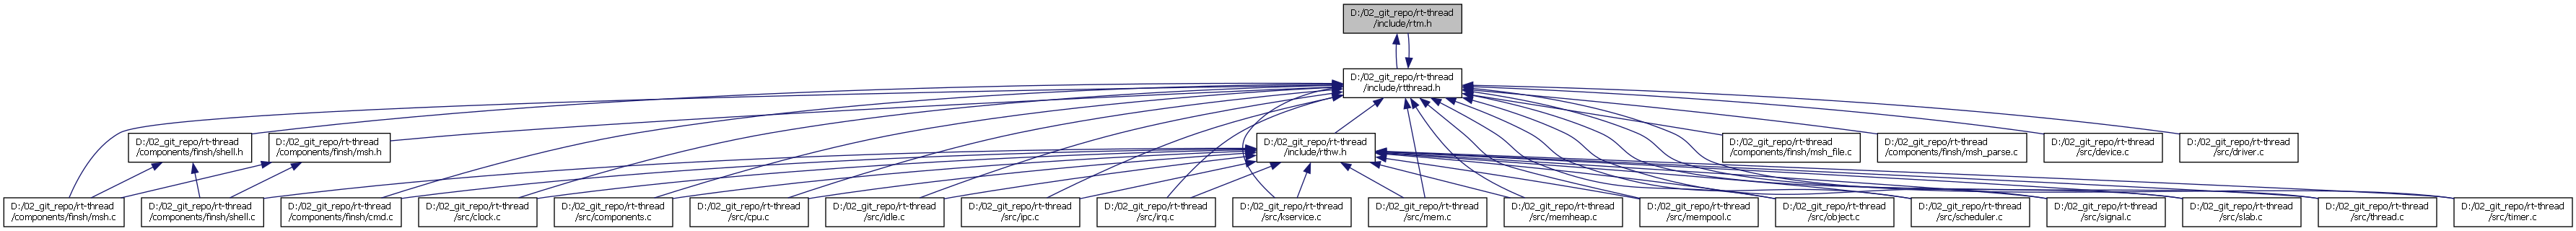 D:/02_git_repo/rt-thread
/include/rtm.h
D:/02_git_repo/rt-thread
/include/rtthread.h
D:/02_git_repo/rt-thread
/components/finsh/shell.h
D:/02_git_repo/rt-thread
/components/finsh/msh.h
D:/02_git_repo/rt-thread
/include/rthw.h
D:/02_git_repo/rt-thread
/components/finsh/msh_file.c
D:/02_git_repo/rt-thread
/components/finsh/msh_parse.c
D:/02_git_repo/rt-thread
/src/device.c
D:/02_git_repo/rt-thread
/src/driver.c
D:/02_git_repo/rt-thread
/components/finsh/msh.c
D:/02_git_repo/rt-thread
/components/finsh/shell.c
D:/02_git_repo/rt-thread
/components/finsh/cmd.c
D:/02_git_repo/rt-thread
/src/clock.c
D:/02_git_repo/rt-thread
/src/components.c
D:/02_git_repo/rt-thread
/src/cpu.c
D:/02_git_repo/rt-thread
/src/idle.c
D:/02_git_repo/rt-thread
/src/ipc.c
D:/02_git_repo/rt-thread
/src/irq.c
D:/02_git_repo/rt-thread
/src/kservice.c
D:/02_git_repo/rt-thread
/src/mem.c
D:/02_git_repo/rt-thread
/src/memheap.c
D:/02_git_repo/rt-thread
/src/mempool.c
D:/02_git_repo/rt-thread
/src/object.c
D:/02_git_repo/rt-thread
/src/scheduler.c
D:/02_git_repo/rt-thread
/src/signal.c
D:/02_git_repo/rt-thread
/src/slab.c
D:/02_git_repo/rt-thread
/src/thread.c
D:/02_git_repo/rt-thread
/src/timer.c